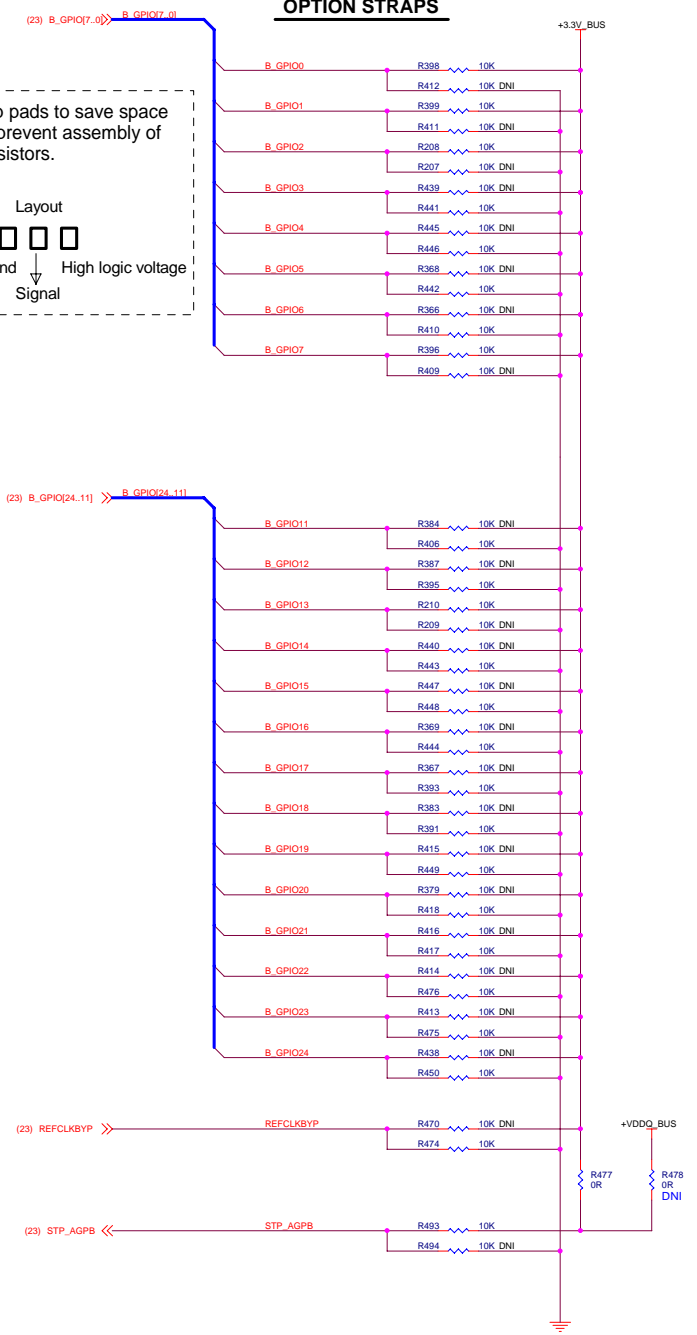 OPTION STRAPS
+3.3V_BUS
(23) B_GPIO[7..0] B_GPIO[7..0]
B_GPIO0 R398 10K
R412 10K DNI
B_GPIO1 R399 10K
R411 10K DNI
B_GPIO2 R208 10K
R207 10K DNI
B_GPIO3 R439 10K DNI
R441 10K
B_GPIO4 R445 10K DNI
R446 10K
B_GPIO5 R368 10K DNI
R442 10K
B_GPIO6 R366 10K DNI
R410 10K
B_GPIO7 R396 10K
R409 10K DNI
pads to save space
prevent assembly of
sistors.
Layout
nd High logic voltage
Signal
(23) B_GPIO[24..11] B_GPIO[24..11]
B_GPIO11 R384 10K DNI
R406 10K
B_GPIO12 R387 10K DNI
R395 10K
B_GPIO13 R210 10K
R209 10K DNI
B_GPIO14 R440 10K DNI
R443 10K
B_GPIO15 R447 10K DNI
R448 10K
B_GPIO16 R369 10K DNI
R444 10K
B_GPIO17 R367 10K DNI
R393 10K
B_GPIO18 R383 10K DNI
R391 10K
B_GPIO19 R415 10K DNI
R449 10K
B_GPIO20 R379 10K DNI
R418 10K
B_GPIO21 R416 10K DNI
R417 10K
B_GPIO22 R414 10K DNI
R476 10K
B_GPIO23 R413 10K DNI
R475 10K
B_GPIO24 R438 10K DNI
R450 10K
(23) REFCLKBYP REFCLKBYP R470 10K DNI
R474 10K
+VDDQ_BUS
R477
0R
R478
0R
DNI
(23) STP_AGPB STP_AGPB R493 10K
R494 10K DNI